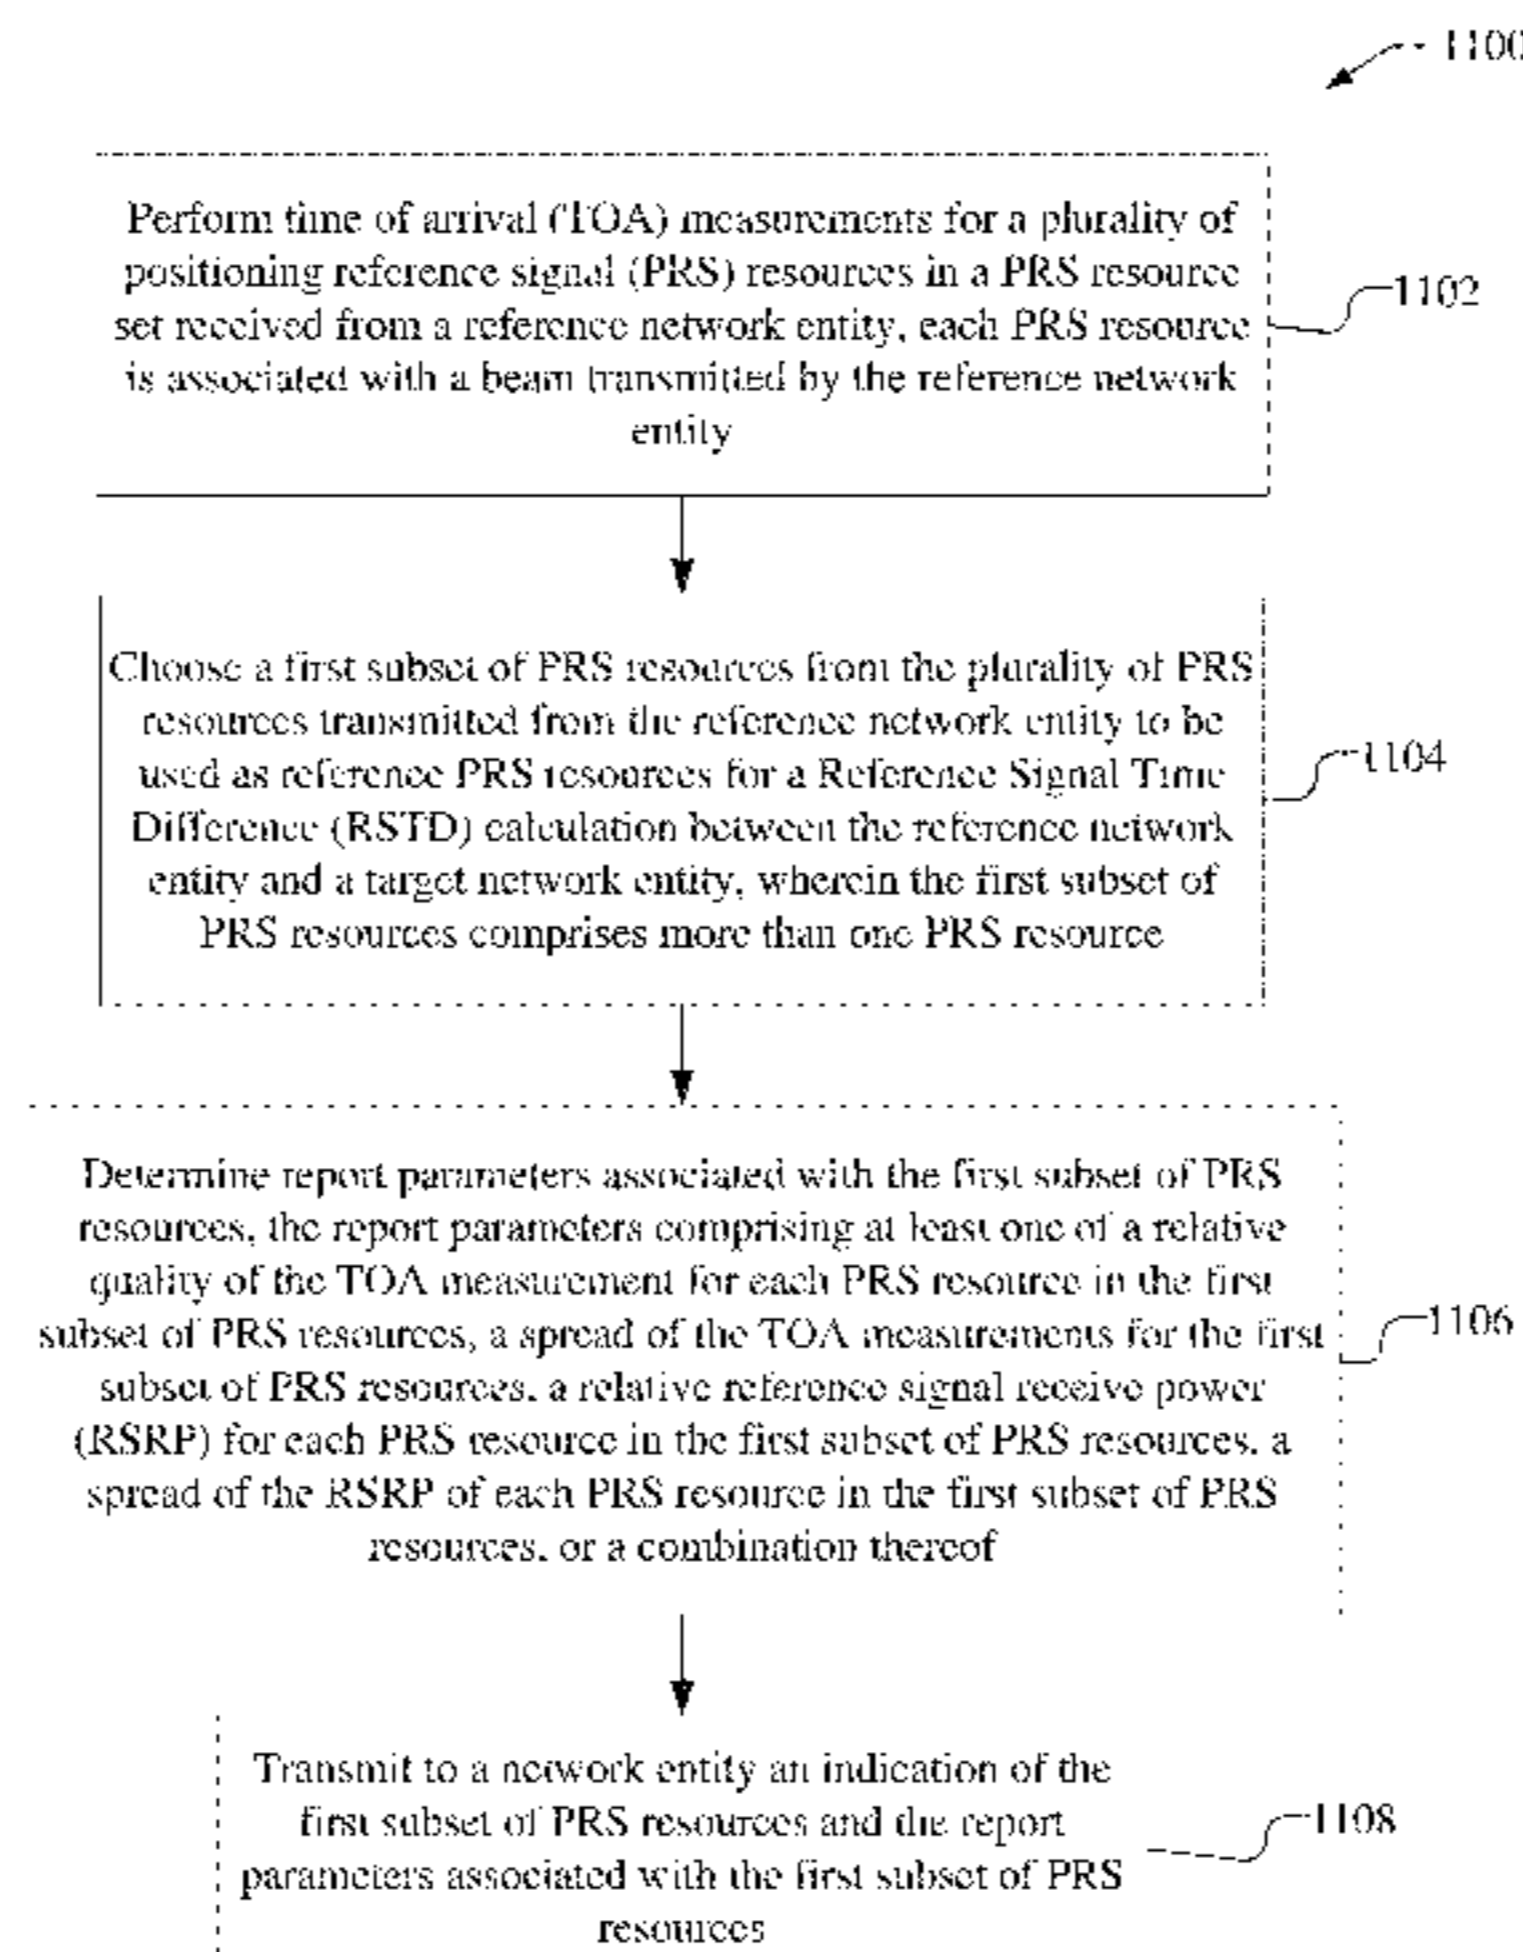 1100
Perform time of arrival (TOA) measurements for a plurality of
positioning reference signal (PRS) resources in a PRS resource
set received from a reference network entity, each PRS resource
is associated with a beam transmitted by the reference network
entity
1102
Choose a first subset of PRS resources from the plurality of PRS
resources transmitted from the reference network entity to be
used as reference PRS resources for a Reference Signal Time
Difference (RSTD) calculation between the reference network
entity and a target network entity, wherein the first subset of
PRS resources comprises more than one PRS resource
1104
Determine report parameters associated with the first subset of PRS
resources, the report parameters comprising at least one of a relative
quality of the TOA measurement for each PRS resource in the first
subset of PRS resources, a spread of the TOA measurements for the first
subset of PRS resources, a relative reference signal receive power
(RSRP) for each PRS resource in the first subset of PRS resources, a
spread of the RSRP of each PRS resource in the first subset of PRS
resources, or a combination thereof
1106
Transmit to a network entity an indication of the
first subset of PRS resources and the report
parameters associated with the first subset of PRS
resources
1108